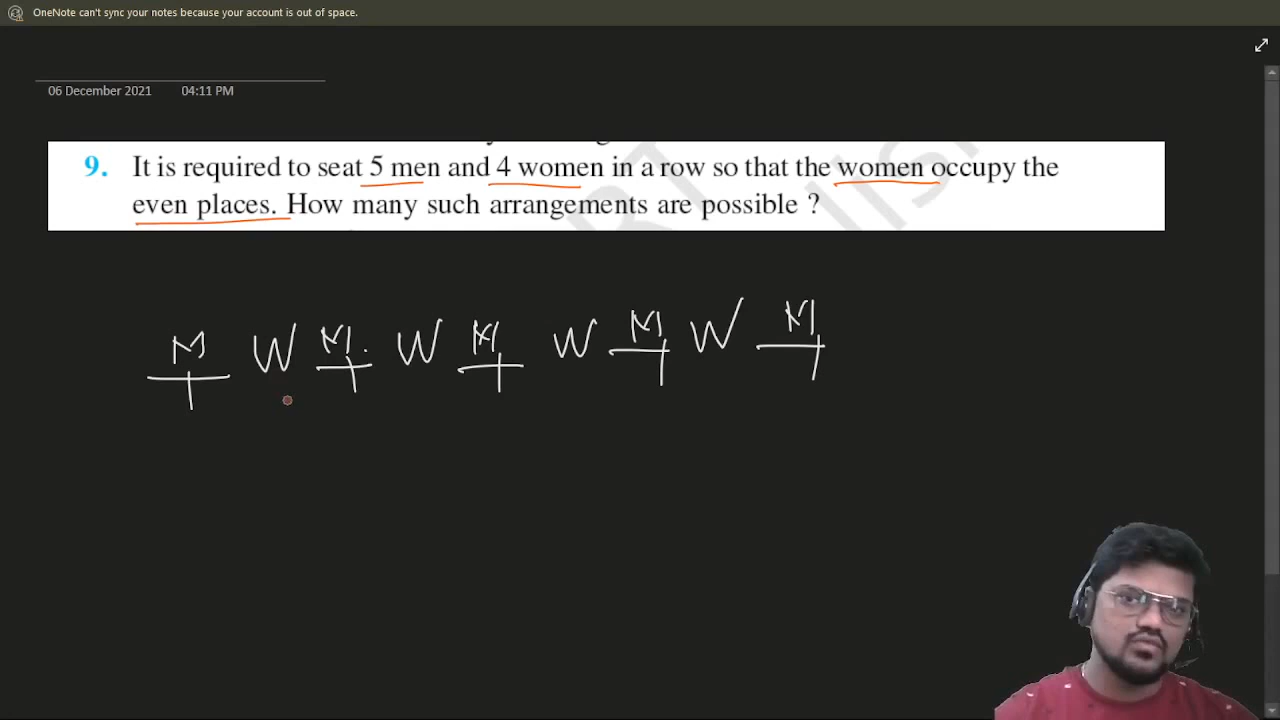 OneNote can't sync your notes because your account is out of space.
06 December 2021 04:11 PM
9. It is required to seat 5 men and 4 women in a row so that the women occupy the
even places. How many such arrangements are possible ?
M W M W M W M W M